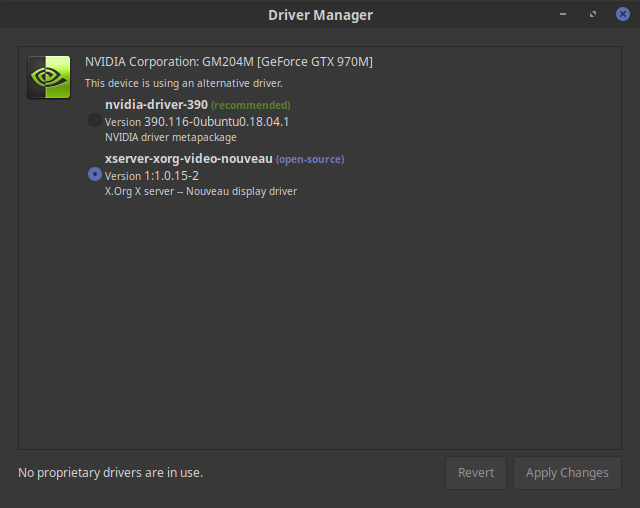 Driver Manager
NVIDIA Corporation: GM204M [GeForce GTX 970M]
This device is using an alternative driver.
nvidia-driver-390 (recommended)
Version 390.116-0ubuntu0.18.04.1
NVIDIA driver metapackage
xserver-xorg-video-nouveau (open-source)
Version 1:1.0.15-2
X.Org X server -- Nouveau display driver
No proprietary drivers are in use.
Revert
Apply Changes